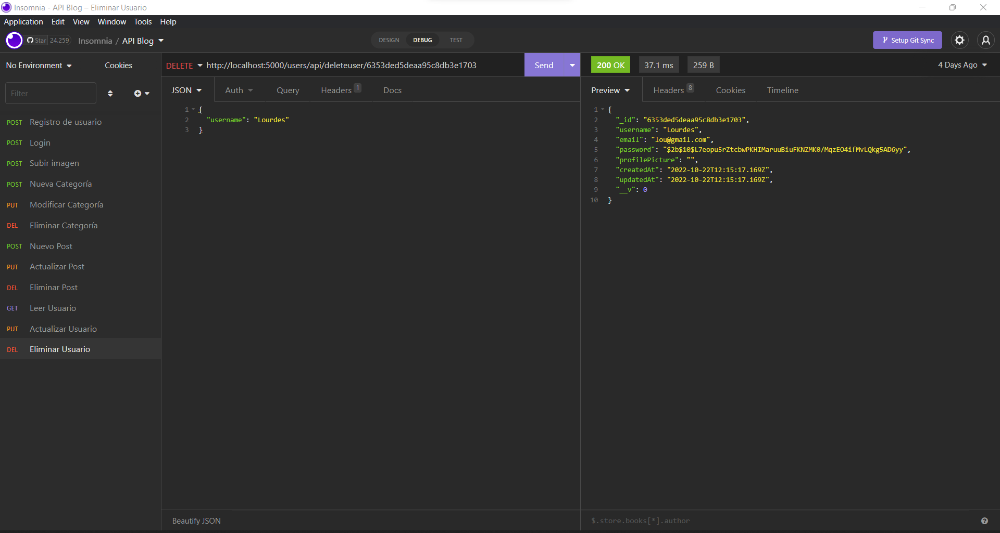 Insomnia - API Blog – Eliminar Usuario
Application Edit View Window Tools Help
Star 24.259 Insomnia / API Blog DESIGN DEBUG TEST Setup Git Sync
No Environment Cookies
DELETE http://localhost:5000/users/api/deleteuser/6353ded5deaa95c8db3e1703 Send
200 OK 37.1 ms 259 B 4 Days Ago
Filter
JSON Auth Query Headers 1 Docs
Preview Headers 8 Cookies Timeline
POST Registro de usuario
POST Login
POST Subir imagen
POST Nueva Categoría
PUT Modificar Categoría
DEL Eliminar Categoría
POST Nuevo Post
PUT Actualizar Post
DEL Eliminar Post
GET Leer Usuario
PUT Actualizar Usuario
DEL Eliminar Usuario
1 {
2 "username": "Lourdes"
3 }
1 {
2 "_id": "6353ded5deaa95c8db3e1703",
3 "username": "Lourdes",
4 "email": "lou@gmail.com",
5 "password": "$2b$10$L7eopu5rZtcbwPKHIMaruuBiuFKNZMK0/MqzEO4ifMvLQkg5AD6yy",
6 "profilePicture": "",
7 "createdAt": "2022-10-22T12:15:17.169Z",
8 "updatedAt": "2022-10-22T12:15:17.169Z",
9 "__v": 0
10 }
Beautify JSON
$.store.books[*].author